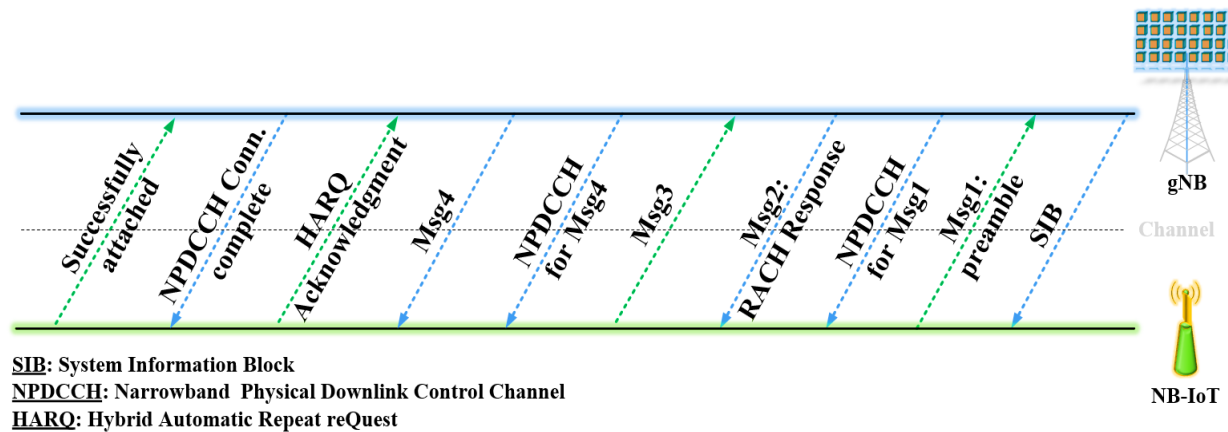 Successfully
attached
NPDCCH Conn.
complete
HARQ
Acknowledgment
Msg4
NPDCCH
for Msg4
Msg3
Msg2:
RACH Response
NPDCCH
for Msg1
Msg1:
preamble
SIB
gNB
Channel
NB-IoT
SIB: System Information Block
NPDCCH: Narrowband Physical Downlink Control Channel
HARQ: Hybrid Automatic Repeat reQuest